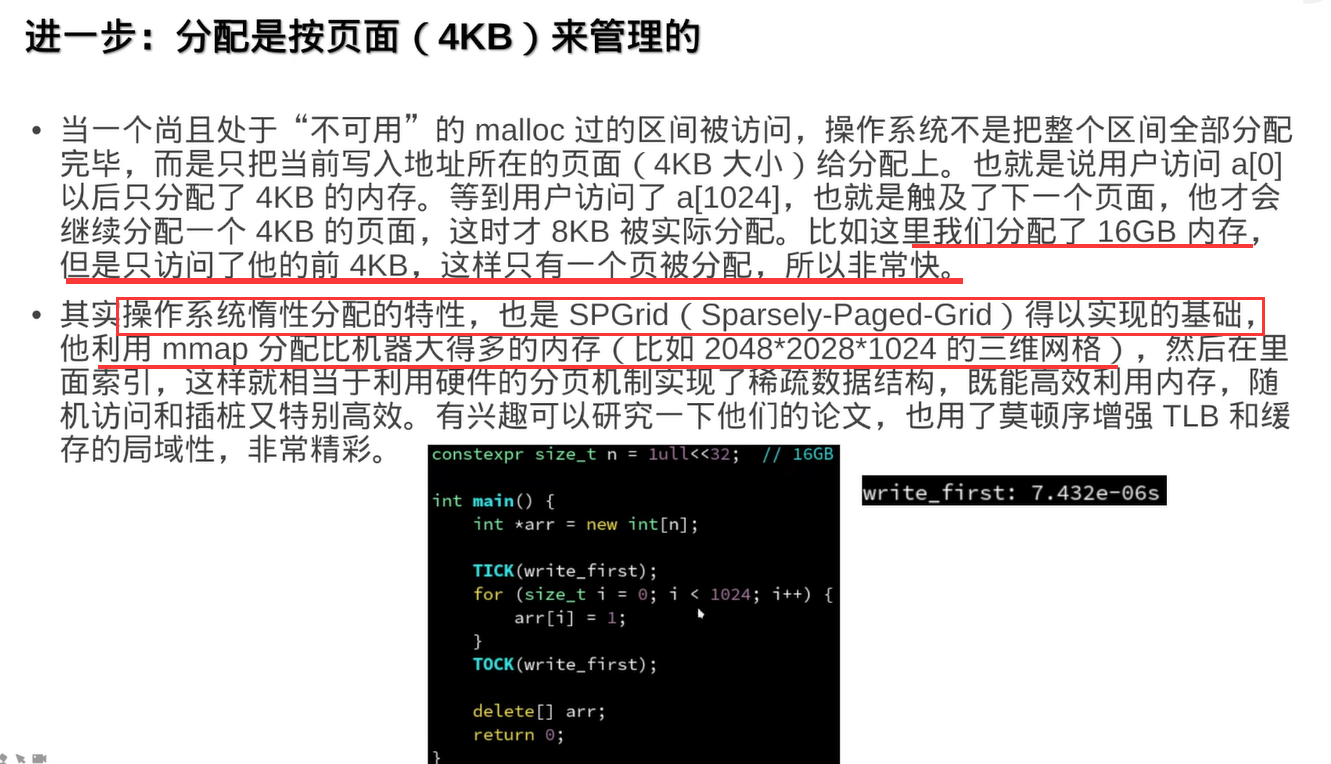 进一步：分配是按页面（4KB）来管理的
• 当一个尚且处于“不可用”的 malloc 过的区间被访问，操作系统不是把整个区间全部分配
完毕，而是只把当前写入地址所在的页面（4KB 大小）给分配上。也就是说用户访问 a[0]
以后只分配了 4KB 的内存。等到用户访问了 a[1024]，也就是触及了下一个页面，他才会
继续分配一个 4KB 的页面，这时才 8KB 被实际分配。比如这里我们分配了 16GB 内存，
但是只访问了他的前 4KB，这样只有一个页被分配，所以非常快。
• 其实操作系统惰性分配的特性，也是 SPGrid（Sparsely-Paged-Grid）得以实现的基础，
他利用 mmap 分配比机器大得多的内存（比如 2048*2028*1024 的三维网格），然后在里
面索引，这样就相当于利用硬件的分页机制实现了稀疏数据结构，既能高效利用内存，随
机访问和插桩又特别高效。有兴趣可以研究一下他们的论文，也用了莫顿序增强 TLB 和缓
存的局域性，非常精彩。
constexpr size_t n = 1ull<<32;  // 16GB
int main() {
    int *arr = new int[n];
    TICK(write_first);
    for (size_t i = 0; i < 1024; i++) {
        arr[i] = 1;
    }
    TOCK(write_first);
    delete[] arr;
    return 0;
}
write_first: 7.432e-06s